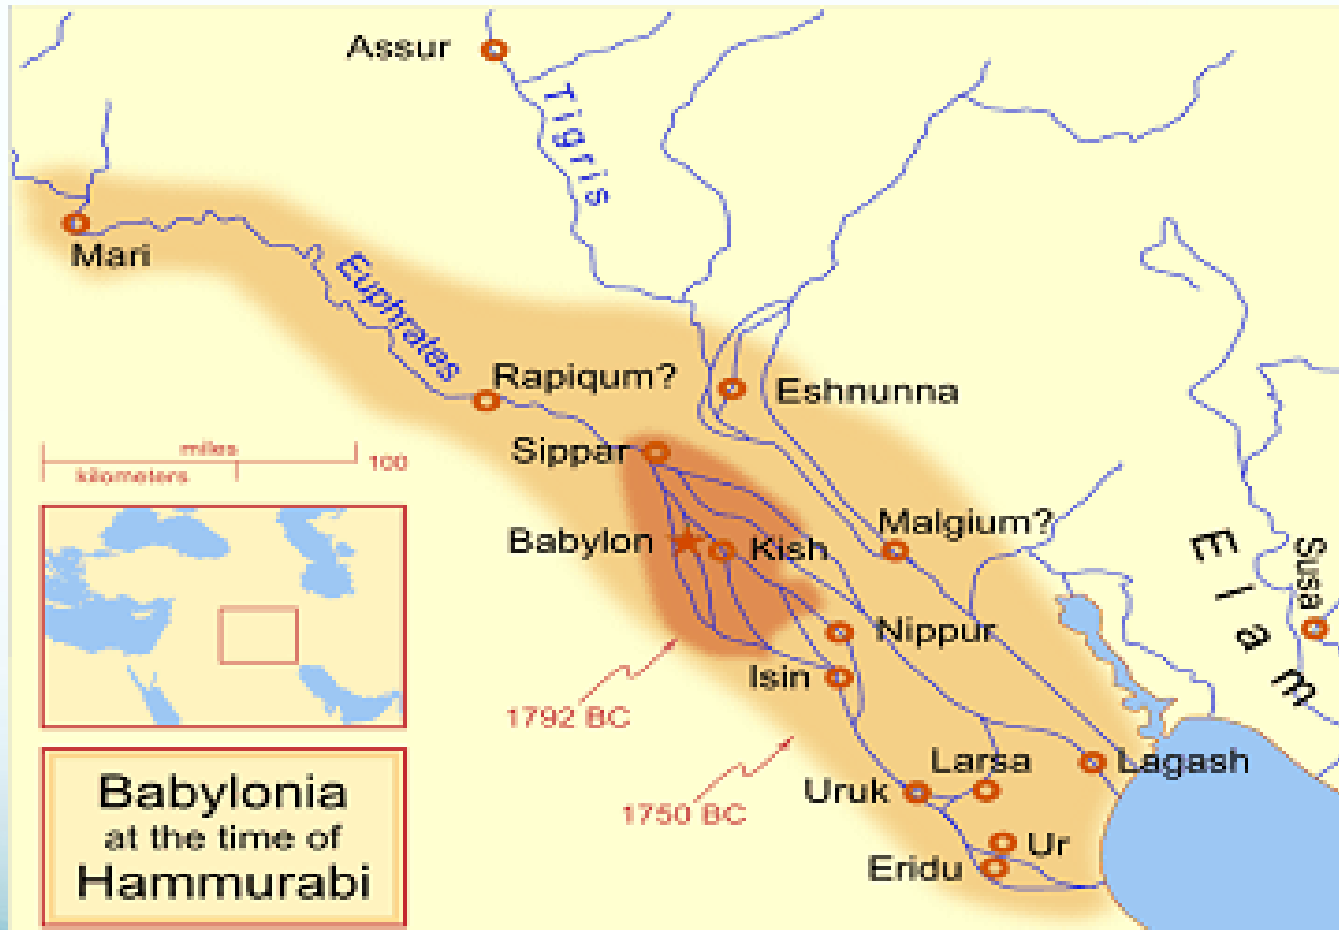 Assur
Tigris
Mari
Euphrates
Rapiqum?
Eshnunna
Sippar
miles
kilometers
100
Babylon
Kish
Malgium?
Elam
Susa
Nippur
Isin
1792 BC
1750 BC
Larsa
Lagash
Uruk
Ur
Eridu
Babylonia
at the time of
Hammurabi